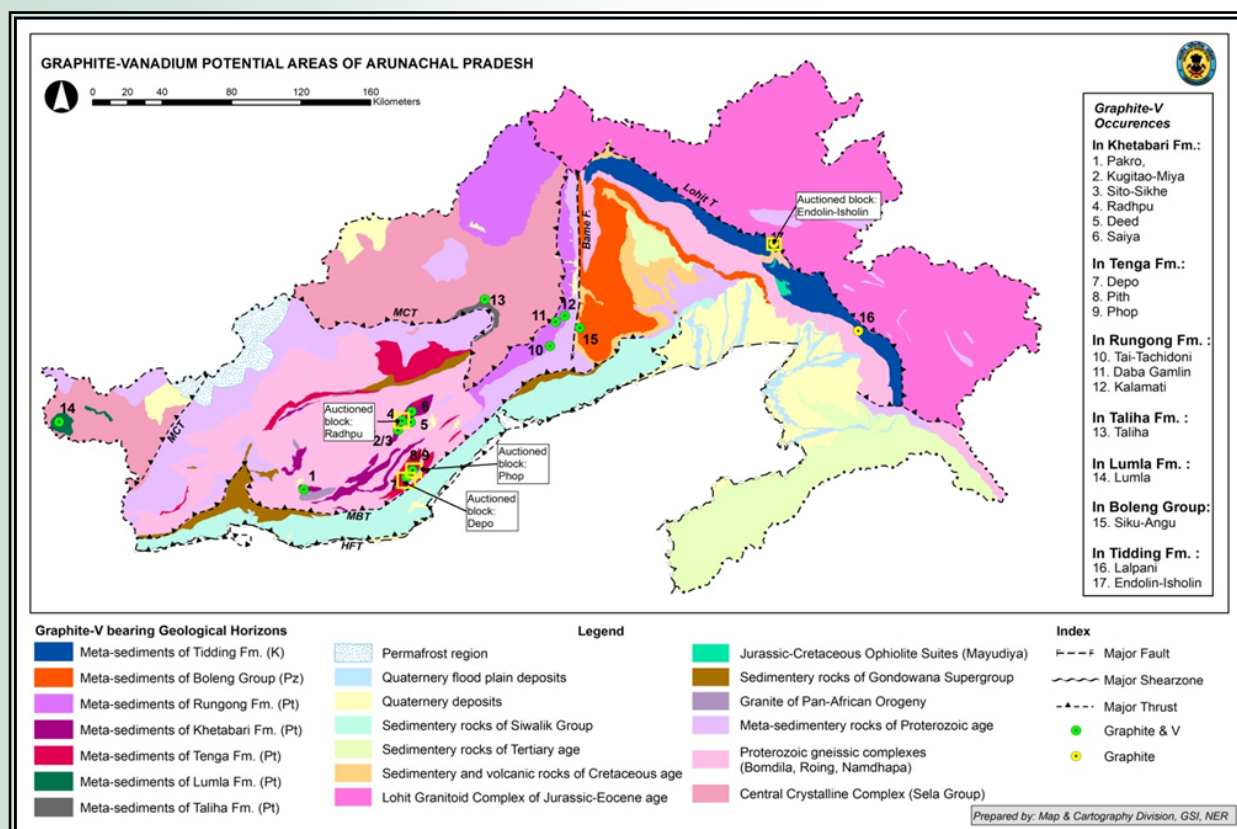 GRAPHITE-VANADIUM POTENTIAL AREAS OF ARUNACHAL PRADESH
0 20 40 80 120 160
Kilometers
Graphite-V
Occurences
In Khetabari Fm.:
1. Pakro,
2. Kugitao-Miya
3. Sito-Sikhe
4. Radhpu
5. Deed
6. Saiya
In Tenga Fm.:
7. Depo
8. Pith
9. Phop
In Rungong Fm. :
10. Tai-Tachidoni
11. Daba Gamlin
12. Kalamati
In Taliha Fm. :
13. Taliha
In Lumla Fm. :
14. Lumla
In Boleng Group:
15. Siku-Angu
In Tidding Fm. :
16. Lalpani
17. Endolin-Isholin
Lohit T
Auctioned
block:
Endolin-Isholin
Bame F.
13
MCT
12
11
15
10
16
14
MCT
Auctioned
block:
Radhpu
4
6
5
2/3
8/9
Auctioned
block:
Phop
1
Auctioned
block:
Depo
MBT
HFT
Graphite-V bearing Geological Horizons
Meta-sediments of Tidding Fm. (K)
Meta-sediments of Boleng Group (Pz)
Meta-sediments of Rungong Fm. (Pt)
Meta-sediments of Khetabari Fm. (Pt)
Meta-sediments of Tenga Fm. (Pt)
Meta-sediments of Lumla Fm. (Pt)
Meta-sediments of Taliha Fm. (Pt)
Legend
Permafrost region
Quaternary flood plain deposits
Quaternary deposits
Sedimentery rocks of Siwalik Group
Sedimentery rocks of Tertiary age
Sedimentery and volcanic rocks of Cretaceous age
Lohit Granitoid Complex of Jurassic-Eocene age
Jurassic-Cretaceous Ophiolite Suites (Mayudiya)
Sedimentery rocks of Gondowana Supergroup
Granite of Pan-African Orogeny
Meta-sedimentery rocks of Proterozoic age
Proterozoic gneissic complexes
(Bomdila, Roing, Namdhapa)
Central Crystalline Complex (Sela Group)
Index
Major Fault
Major Shearzone
Major Thrust
Graphite & V
Graphite
Prepared by: Map & Cartography Division, GSI, NER